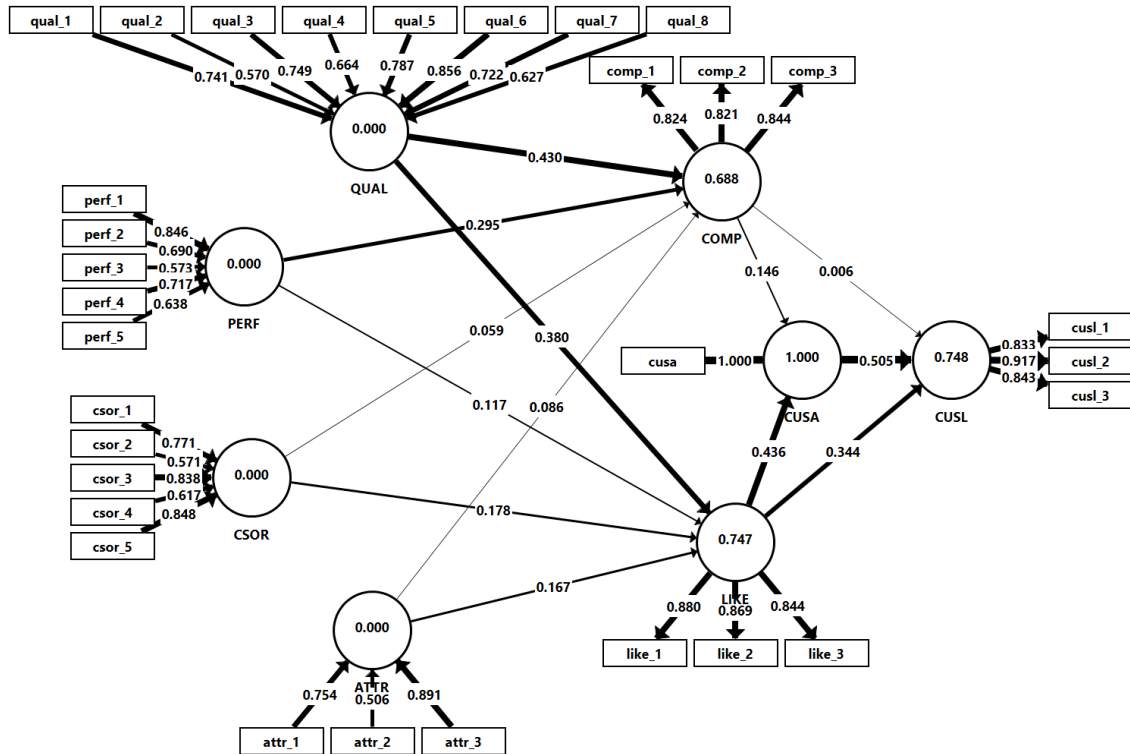 qual_1 qual_2 qual_3 qual_4 qual_5 qual_6 qual_7 qual_8
0.741 0.570 0.749 0.664 0.787 0.856 0.722 0.627
comp_1 comp_2 comp_3
0.824 0.821 0.844
0.000
QUAL
0.430
0.688
COMP
perf_1
perf_2
perf_3
perf_4
perf_5
0.846
0.690
0.573
0.717
0.638
0.000
PERF
0.295
0.146
0.006
0.059
0.380
cusa
1.000
1.000
CUSA
0.505
0.748
CUSL
cusl_1
cusl_2
cusl_3
0.833
0.917
0.843
csor_1
csor_2
csor_3
csor_4
csor_5
0.771
0.571
0.838
0.617
0.848
0.000
CSOR
0.117
0.086
0.436
0.344
0.178
0.747
LIKE
0.167
0.880 0.869 0.844
like_1 like_2 like_3
0.000
ATTR
0.754 0.506 0.891
attr_1 attr_2 attr_3